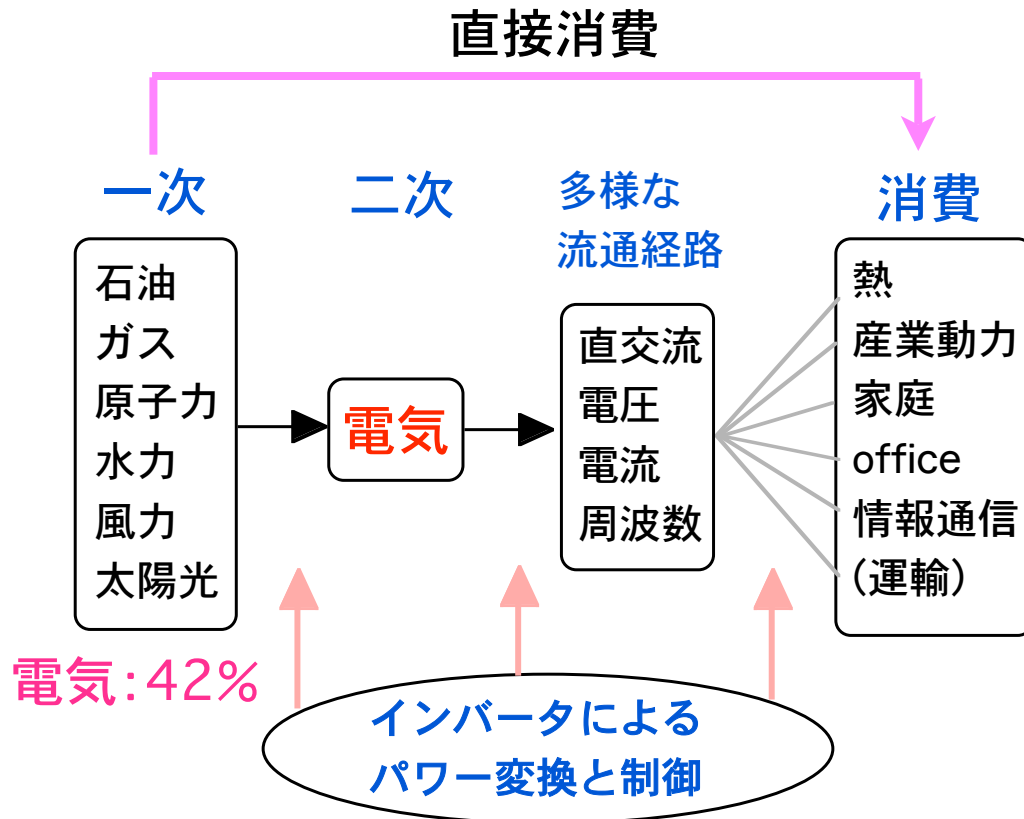 直接消費
一次
石油
ガス
原子力
水力
風力
太陽光
電気:42%
二次
電気
多様な
流通経路
直交流
電圧
電流
周波数
消費
熱
産業動力
家庭
office
情報通信
(運輸)
インバータによる
パワー変換と制御